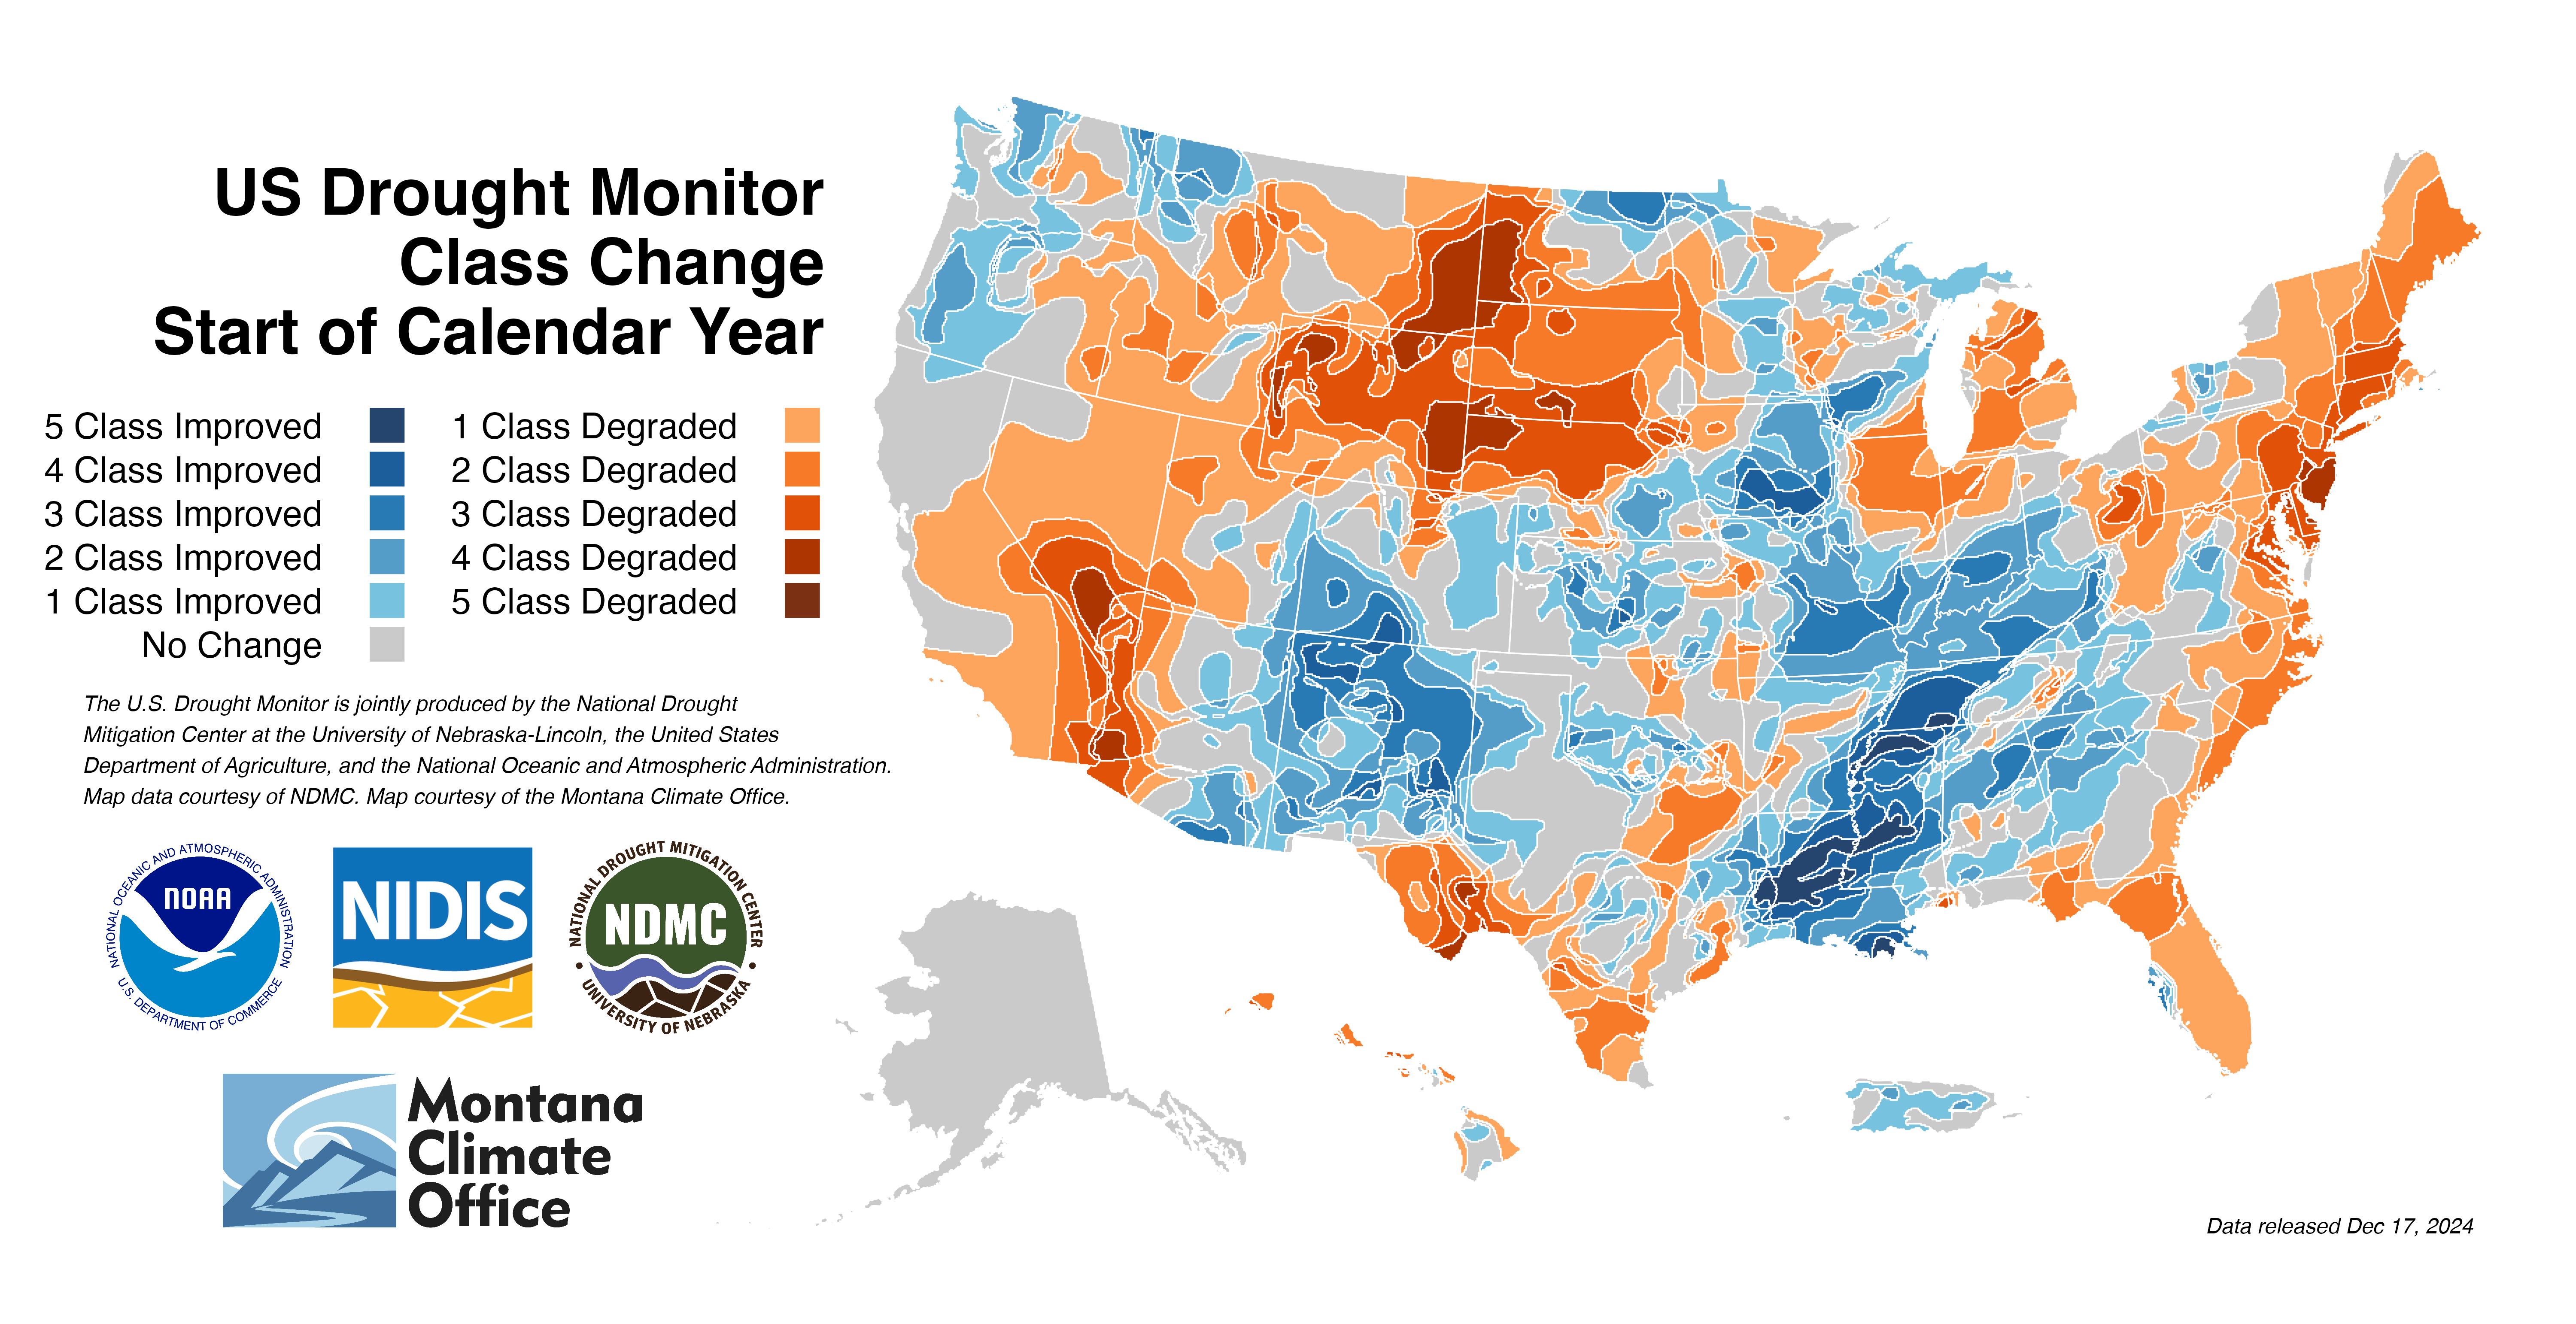 US Drought Monitor
Class Change
Start of Calendar Year
5 Class Improved
4 Class Improved
3 Class Improved
2 Class Improved
1 Class Improved
No Change
1 Class Degraded
2 Class Degraded
3 Class Degraded
4 Class Degraded
5 Class Degraded
The U.S. Drought Monitor is jointly produced by the National Drought
Mitigation Center at the University of Nebraska-Lincoln, the United States
Department of Agriculture, and the National Oceanic and Atmospheric Administration.
Map data courtesy of NDMC. Map courtesy of the Montana Climate Office.
NATIONAL OCEANIC AND ATMOSPHERIC ADMINISTRATION
NOAA
U.S. DEPARTMENT OF COMMERCE
NIDIS
NATIONAL DROUGHT MITIGATION CENTER
NDMC
UNIVERSITY OF NEBRASKA
Montana
Climate
Office
Data released Dec 17, 2024